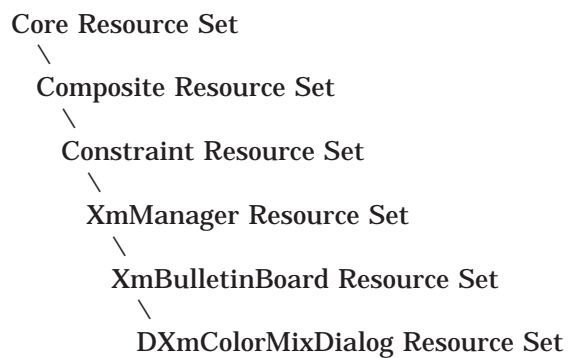 Core Resource Set
\
Composite Resource Set
\
Constraint Resource Set
\
XmManager Resource Set
\
XmBulletinBoard Resource Set
\
DXmColorMixDialog Resource Set